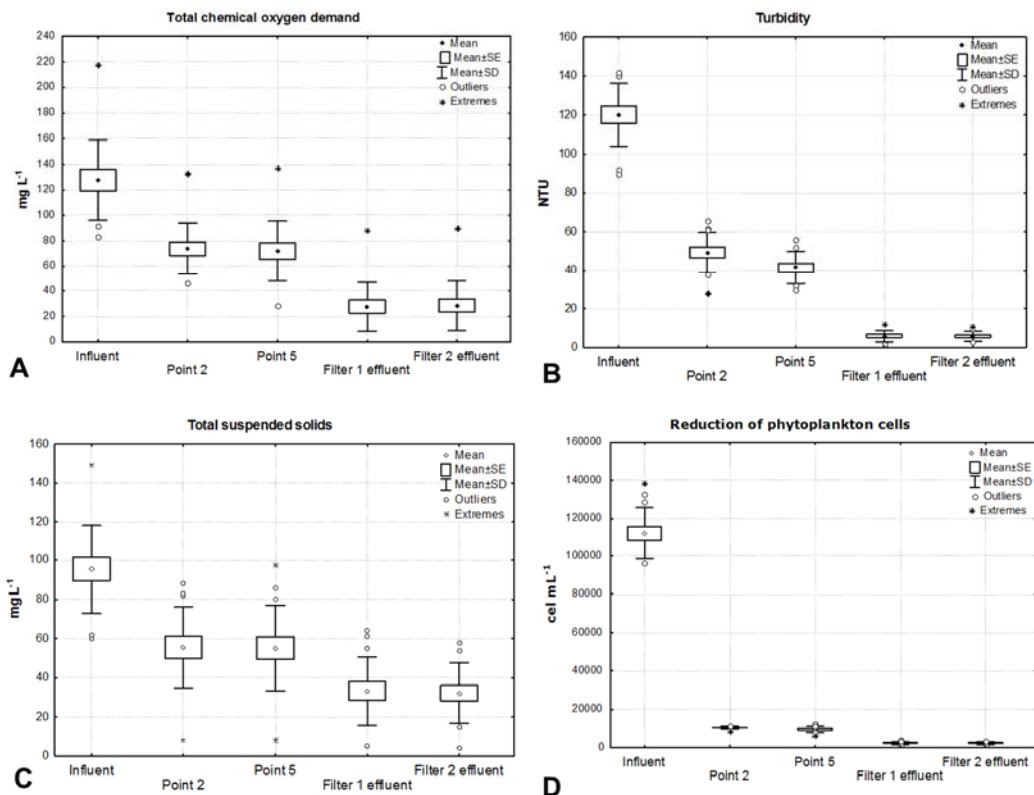 Total chemical oxygen demand
240
220
200
180
160
140
120
100
80
60
40
20
0
mg L-1
Mean
Mean±SE
Mean±SD
Outliers
Extremes
Influent
Point 2
Point 5
Filter 1 effluent
Filter 2 effluent
A
Turbidity
160
140
120
100
80
60
40
20
0
NTU
Mean
Mean±SE
Mean±SD
Outliers
Extremes
Influent
Point 2
Point 5
Filter 1 effluent
Filter 2 effluent
B
Total suspended solids
160
140
120
100
80
60
40
20
0
mg L-1
Mean
Mean±SE
Mean±SD
Outliers
Extremes
Influent
Point 2
Point 5
Filter 1 effluent
Filter 2 effluent
C
Reduction of phytoplankton cells
160000
140000
120000
100000
80000
60000
40000
20000
0
cel mL-1
Mean
Mean±SE
Mean±SD
Outliers
Extremes
Influent
Point 2
Point 5
Filter 1 effluent
Filter 2 effluent
D